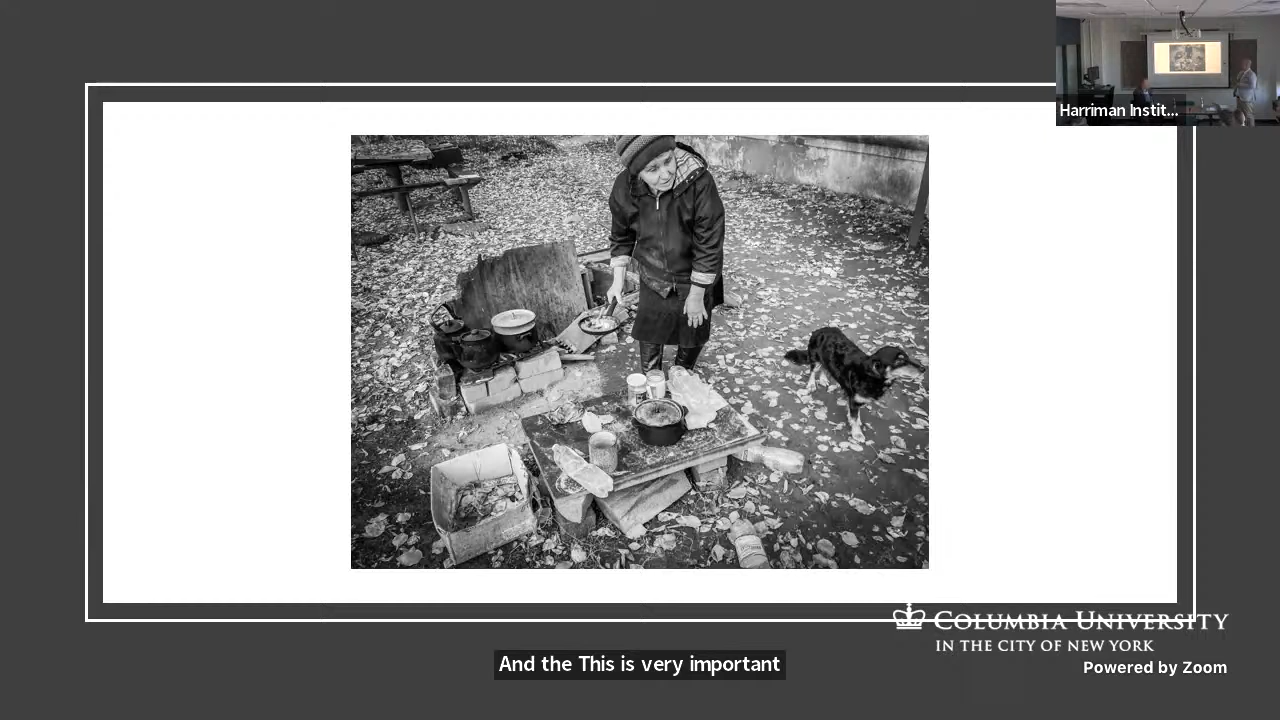 Harriman Instit...
COLUMBIA UNIVERSITY
IN THE CITY OF NEW YORK
And the This is very important
Powered by Zoom